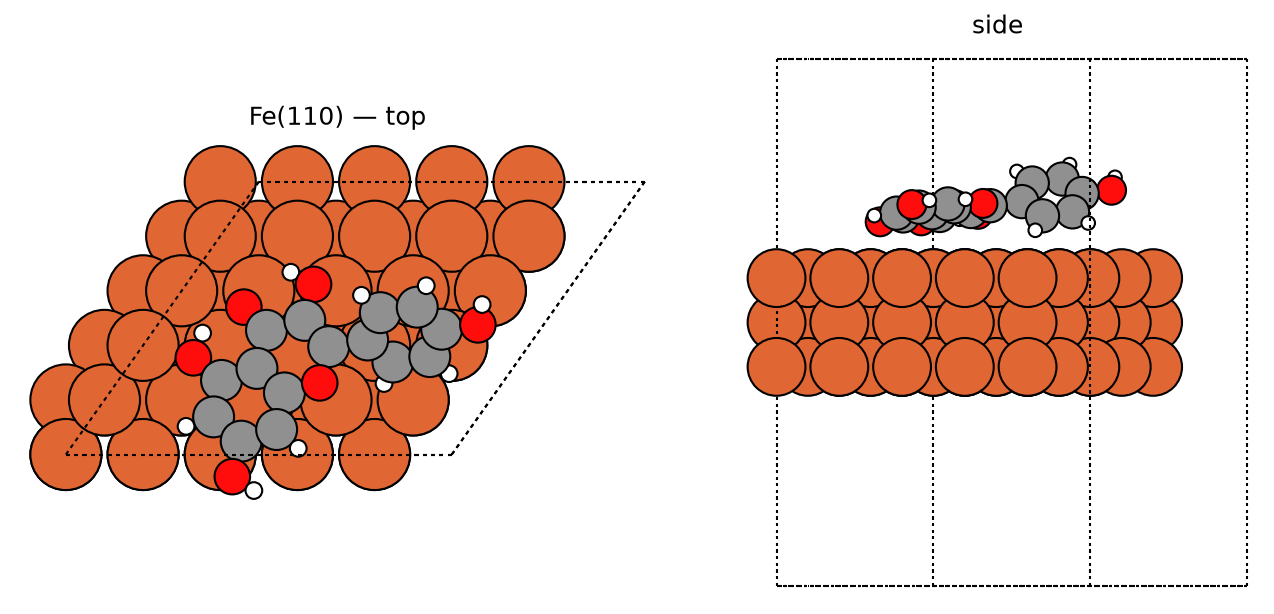 Fe(110) — top
side